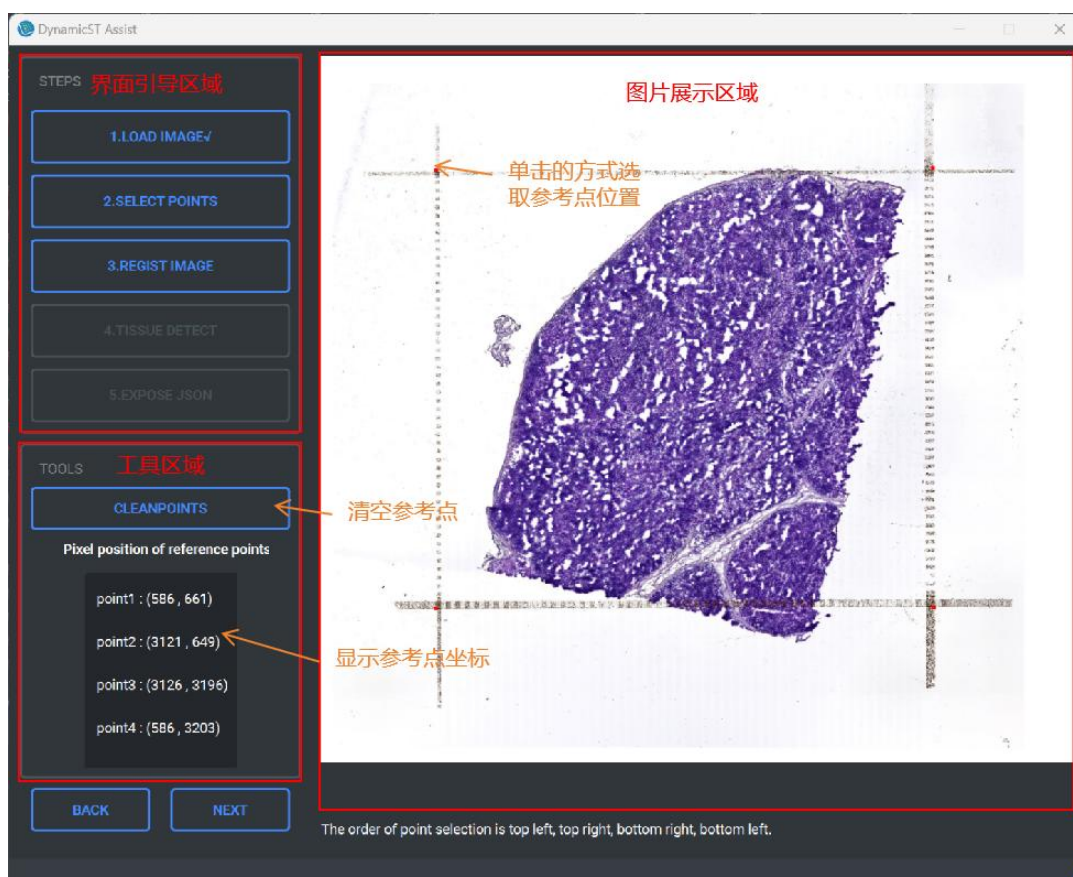 DynamicST Assist
STEPS 界面引导区域
1.LOAD IMAGE√
2.SELECT POINTS
3.REGIST IMAGE
4.TISSUE DETECT
5.EXPOSE JSON
TOOLS 工具区域
CLEANPOINTS
Pixel position of reference points
point1 : (586 , 661)
point2 : (3121 , 649)
point3 : (3126 , 3196)
point4 : (586 , 3203)
BACK
NEXT
图片展示区域
单击的方式选
取参考点位置
清空参考点
显示参考点坐标
The order of point selection is top left, top right, bottom right, bottom left.